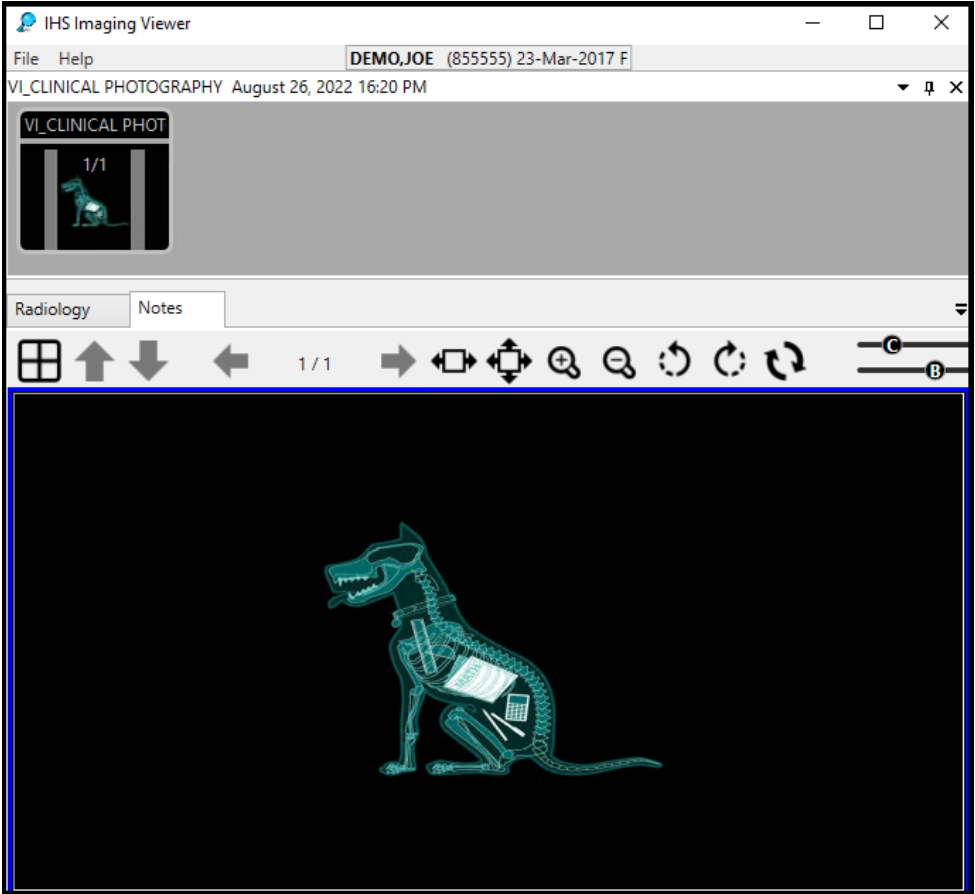 IHS Imaging Viewer
File Help DEMO,JOE (855555) 23-Mar-2017 F
VI_CLINICAL PHOTOGRAPHY August 26, 2022 16:20 PM
VI_CLINICAL PHOT
1/1
Radiology Notes
1 / 1
C
B
MATH